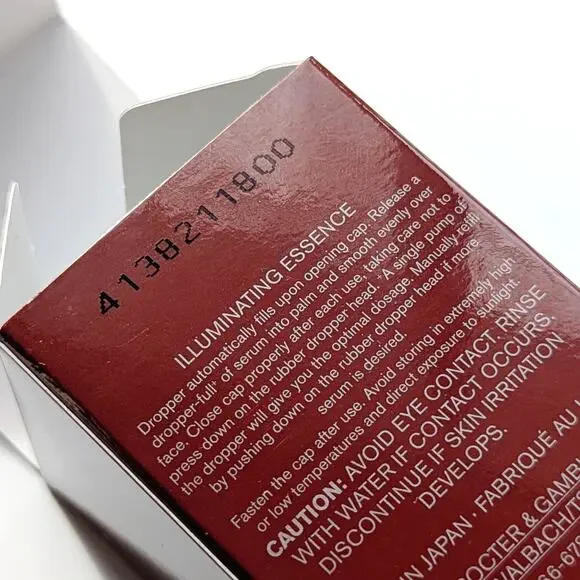 41382111800
ILLUMINATING ESSENCE
Dropper automatically fills upon opening cap. Release a
dropper-full+ of serum into palm and smooth evenly over
face. Close cap properly after each use, taking care not to
press down on the rubber dropper head. *A single pump of
the dropper will give you the optimal dosage. Manually refill
by pushing down on the rubber dropper head if more
serum is desired.
Fasten the cap after use. Avoid storing in extremely high
or low temperatures and direct exposure to sunlight.
CAUTION: AVOID EYE CONTACT. RINSE
WITH WATER IF CONTACT OCCURS.
DISCONTINUE IF SKIN IRRITATION
DEVELOPS.
IN JAPAN · FABRIQUÉ AU
OCTER & GAMB
ALBACH/T